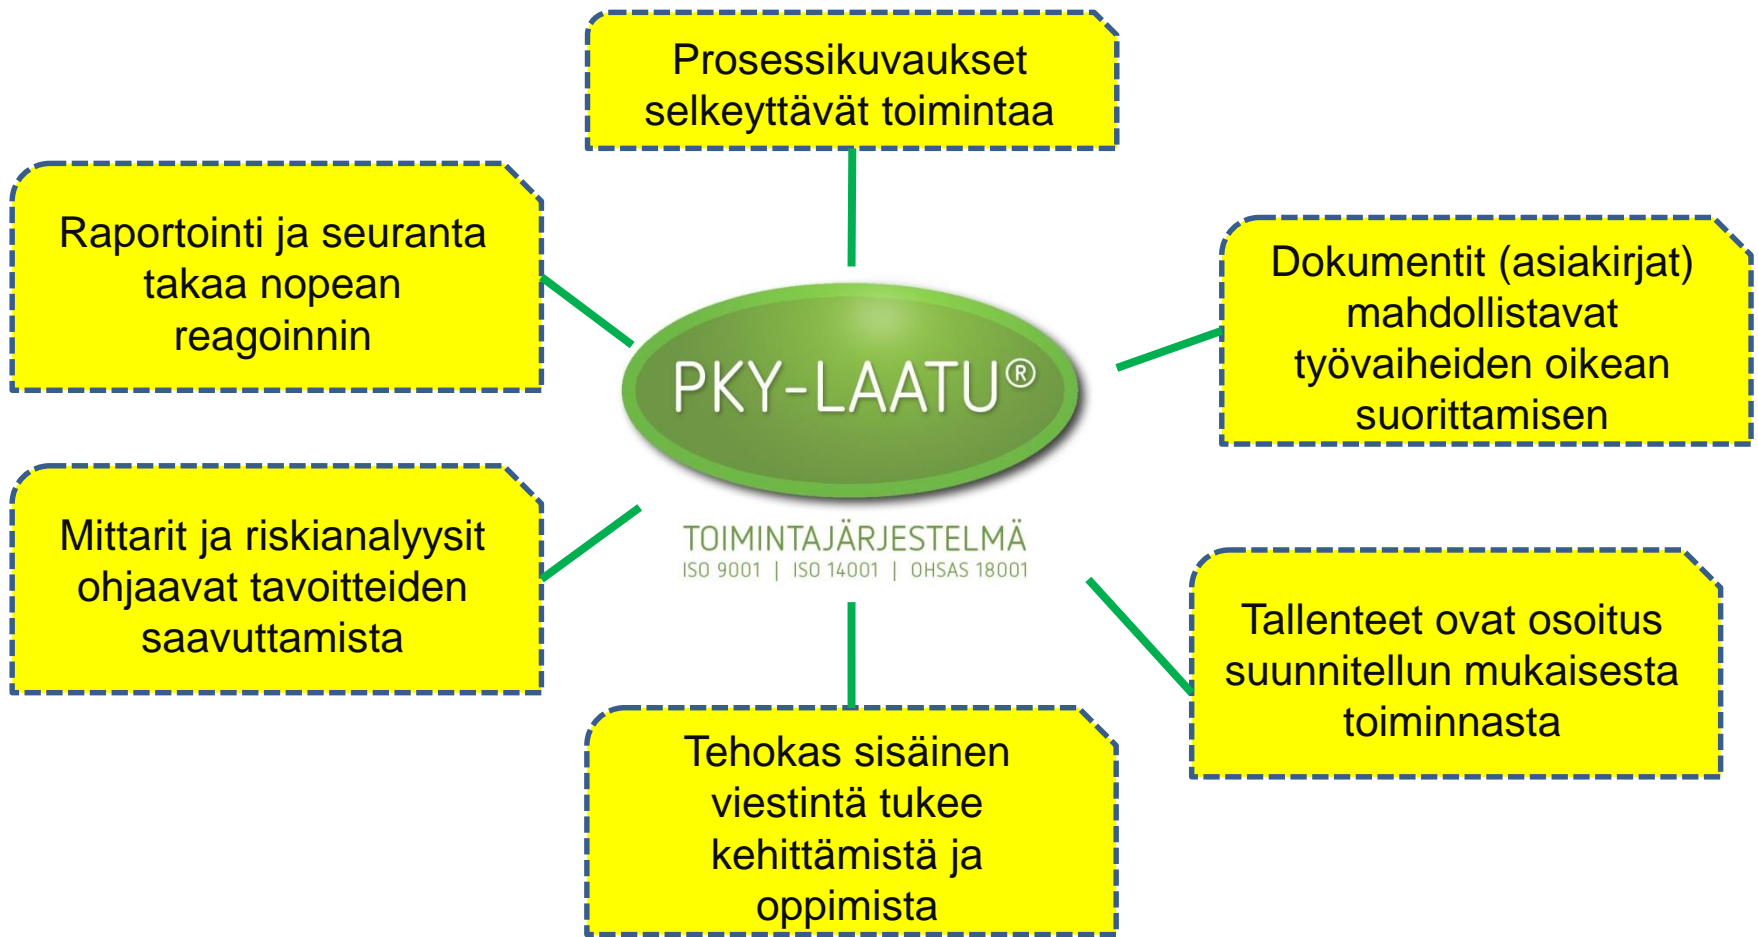 Prosessikuvaukset
selkeyttävät toimintaa
Raportointi ja seuranta
takaa nopean
reagoinnin
Dokumentit (asiakirjat)
mahdollistavat
työvaiheiden oikean
suorittamisen
PKY-LAATU®
TOIMINTAJÄRJESTELMÄ
ISO 9001 | ISO 14001 | OHSAS 18001
Mittarit ja riskianalyysit
ohjaavat tavoitteiden
saavuttamista
Tallenteet ovat osoitus
suunnitellun mukaisesta
toiminnasta
Tehokas sisäinen
viestintä tukee
kehittämistä ja
oppimista